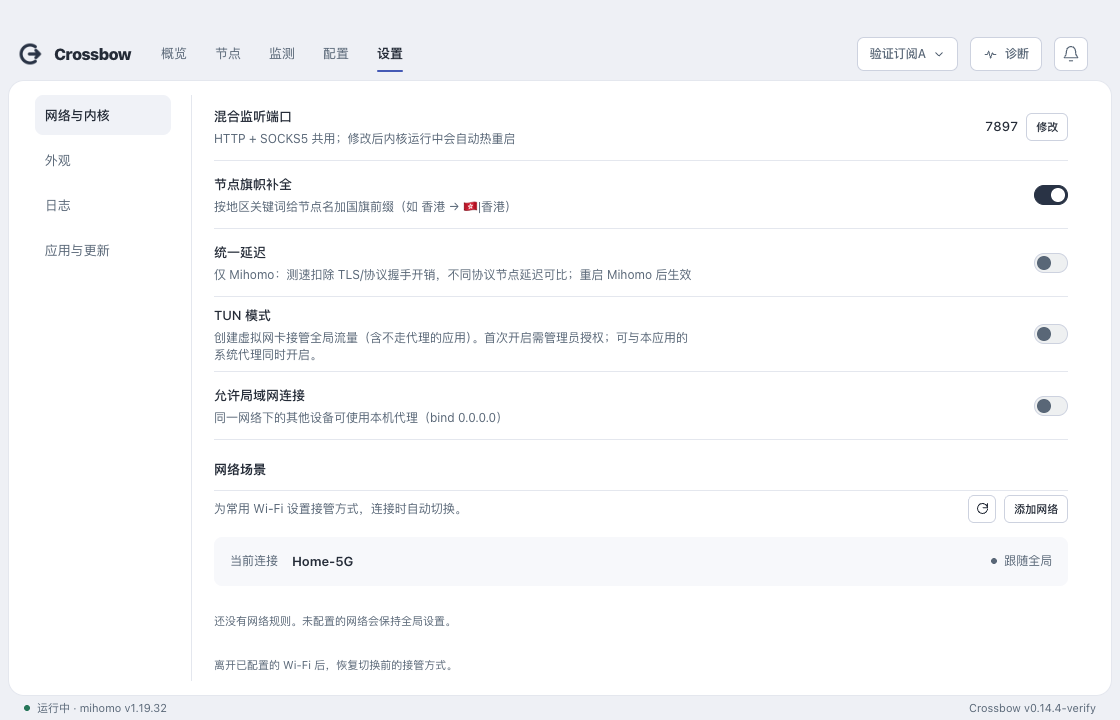 Crossbow 概览 节点 监测 配置 设置 验证订阅A 诊断
网络与内核
外观
日志
应用与更新
混合监听端口
HTTP + SOCKS5 共用；修改后内核运行中会自动热重启
7897 修改
节点旗帜补全
按地区关键词给节点名加国旗前缀（如 香港 → 🇭🇰|香港）
统一延迟
仅 Mihomo：测速扣除 TLS/协议握手开销，不同协议节点延迟可比；重启 Mihomo 后生效
TUN 模式
创建虚拟网卡接管全局流量（含不走代理的应用）。首次开启需管理员授权；可与本应用的
系统代理同时开启。
允许局域网连接
同一网络下的其他设备可使用本机代理（bind 0.0.0.0）
网络场景
为常用 Wi-Fi 设置接管方式，连接时自动切换。 添加网络
当前连接 Home-5G 跟随全局
还没有网络规则。未配置的网络会保持全局设置。
离开已配置的 Wi-Fi 后，恢复切换前的接管方式。
运行中 · mihomo v1.19.32 Crossbow v0.14.4-verify